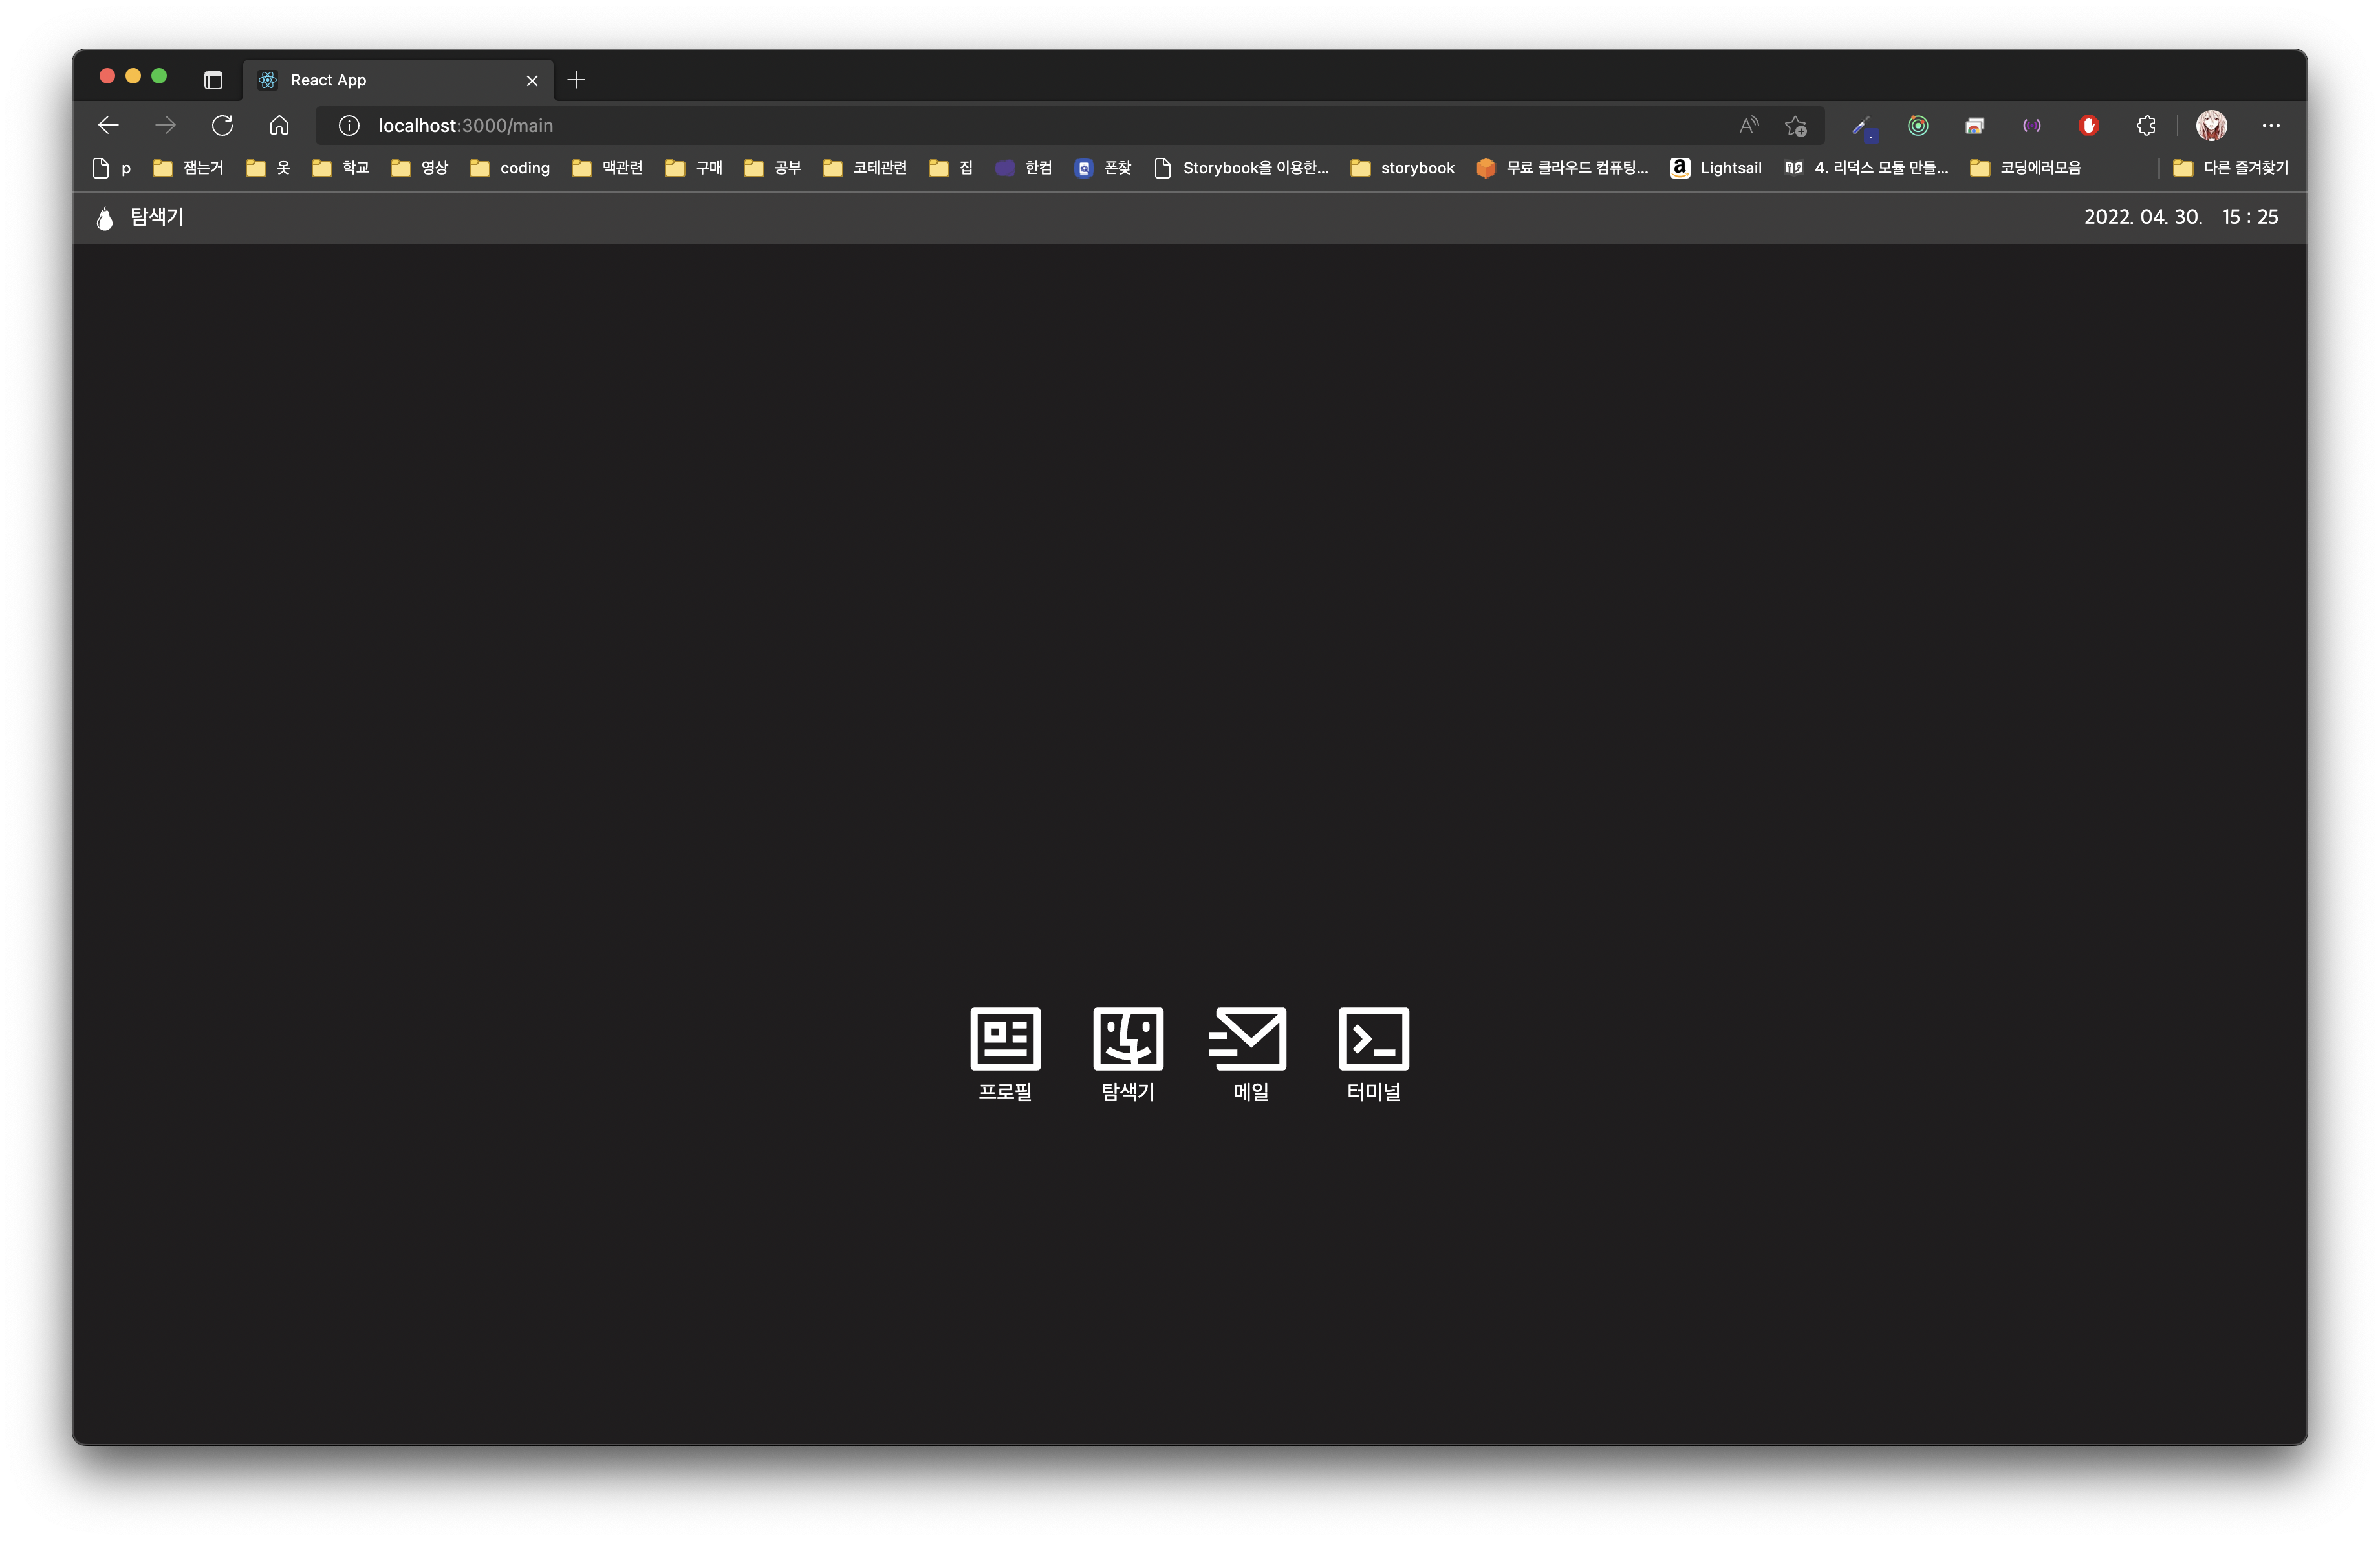 React App
localhost:3000/main
p 잼는거 옷 학교 영상 coding 맥관련 구매 공부 코테관련 집 한컴 폰찾 Storybook을 이용한... storybook 무료 클라우드 컴퓨팅... Lightsail 4. 리덕스 모듈 만들... 코딩에러모음 다른 즐겨찾기
탐색기 2022. 04. 30. 15 : 25
프로필 탐색기 메일 터미널